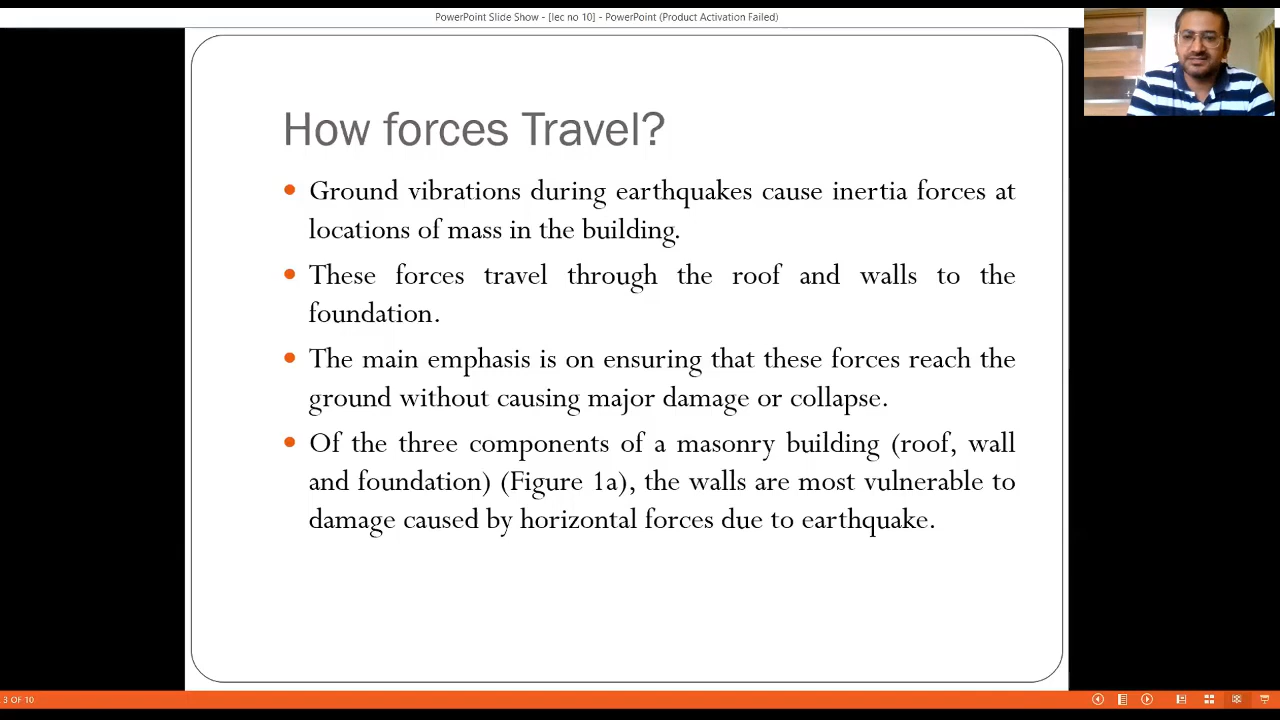 PowerPoint Slide Show - [lec no 10] - PowerPoint (Product Activation Failed)
How forces Travel?
Ground vibrations during earthquakes cause inertia forces at
locations of mass in the building.
These forces travel through the roof and walls to the
foundation.
The main emphasis is on ensuring that these forces reach the
ground without causing major damage or collapse.
Of the three components of a masonry building (roof, wall
and foundation) (Figure 1a), the walls are most vulnerable to
damage caused by horizontal forces due to earthquake.
3 OF 10